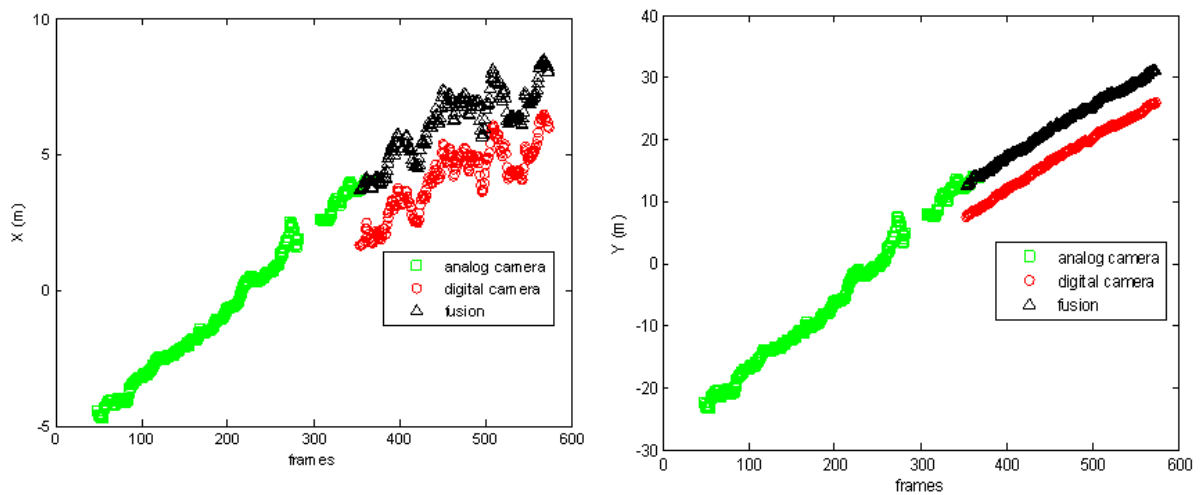 10
5
0
-5
X (m)
0 100 200 300 400 500 600
frames
analog camera
digital camera
fusion
40
30
20
10
0
-10
-20
-30
Y (m)
0 100 200 300 400 500 600
frames
analog camera
digital camera
fusion